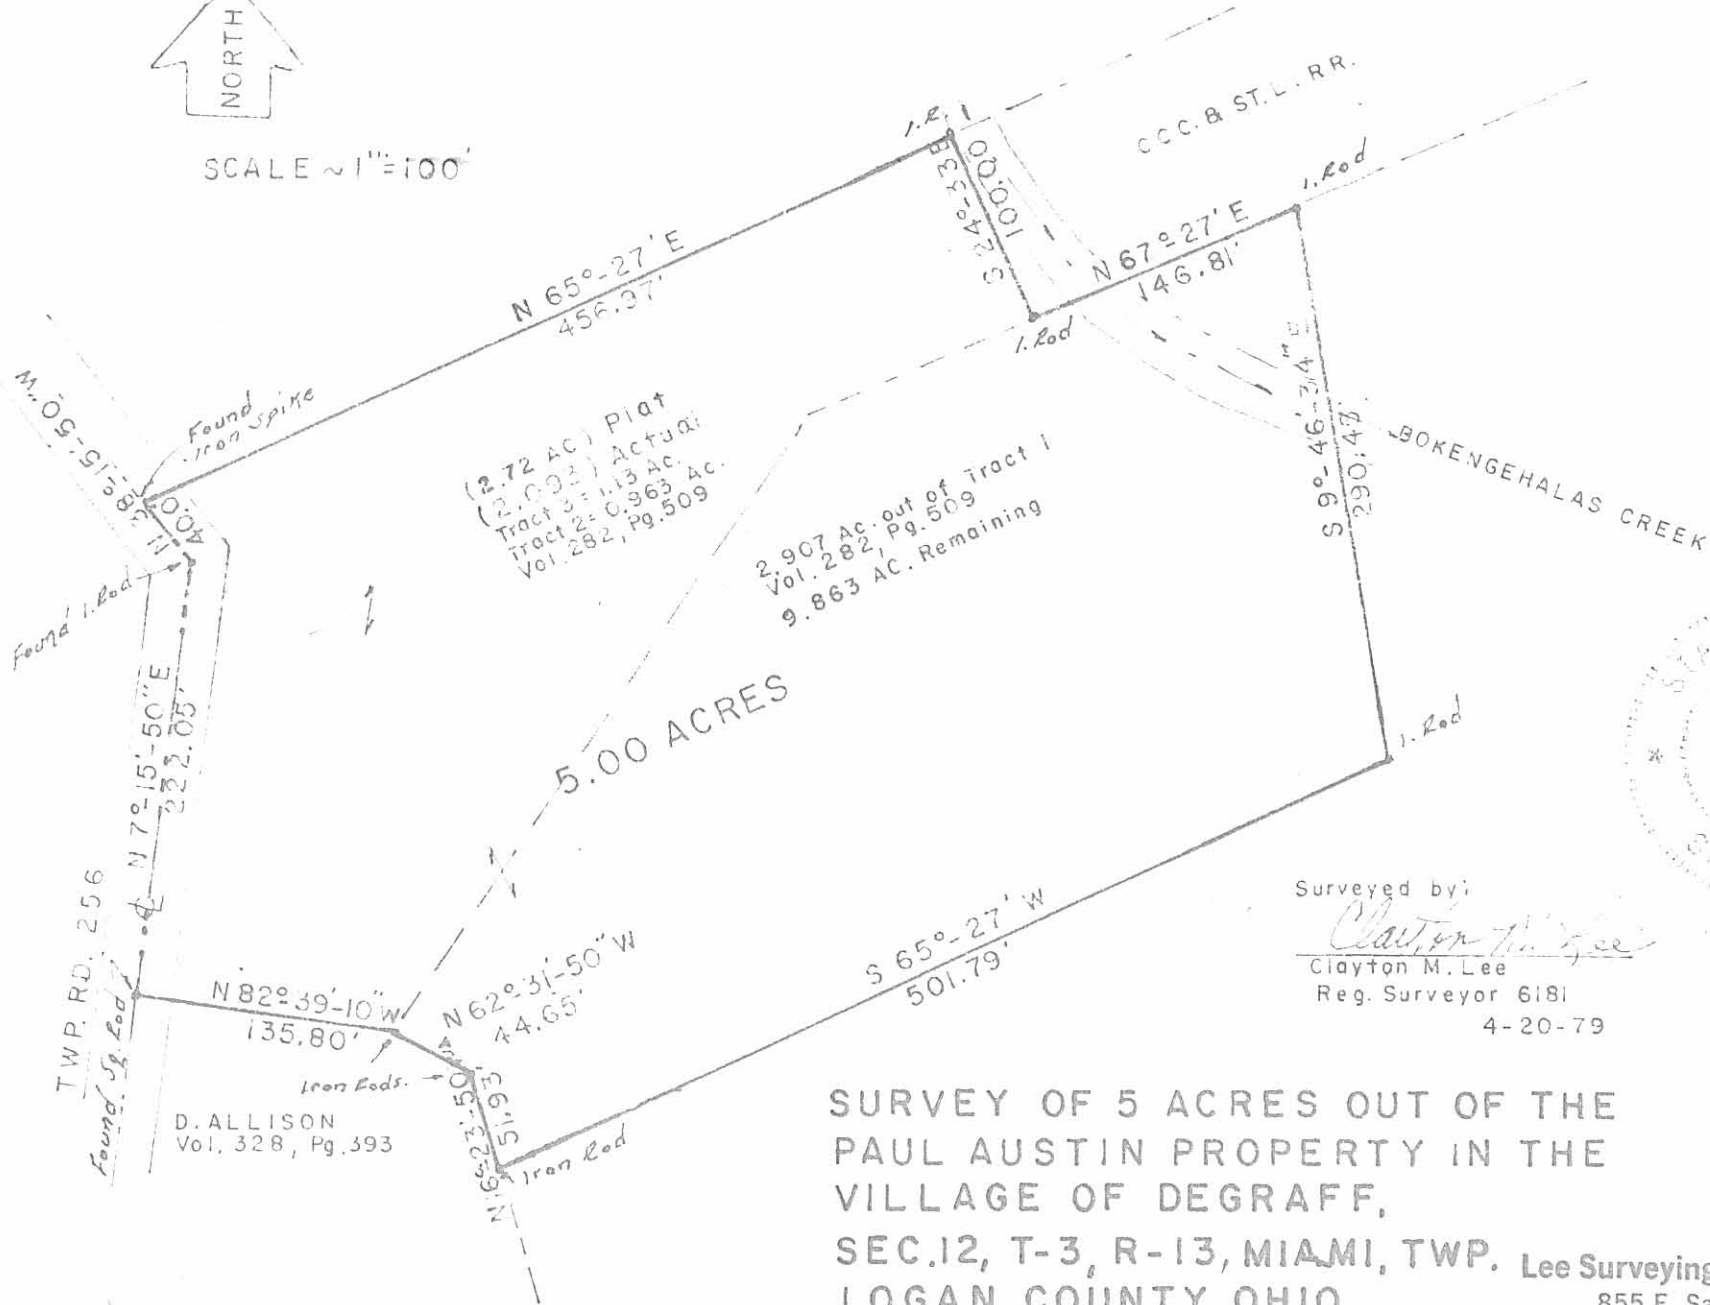 NORTH
SCALE ~ 1"=100'
I.R.
C.C.C. & ST. L. RR.
I. Rod
S 24°-33'E
100.00
N 67°-27' E
146.81'
I. Rod
N 65°-27' E
456.97'
N 38°-15'-50"W
40.0'
Found
Iron Spike
(2.72 AC) Plat
(2.093) Actual
Tract 3 = 1.13 Ac.
Tract 2 = 0.963 Ac.
Vol. 282, Pg. 509
2.907 Ac. out of Tract 1
Vol. 282, Pg. 509
9.863 AC. Remaining
S 9°-46'-34" E
290.43'
BOKENGEHALAS CREEK
Found I. Rod
N 7°-15'-50"E
222.05'
5.00 ACRES
I. Rod
TWP. RD. 256
Found Sq. Rod
N 82°-39'-10"W
135.80'
N 62°-31'-50"W
44.65'
Iron Rods.
51.93'
Iron Rod
S 65°-27' W
501.79'
D. ALLISON
Vol. 328, Pg. 393
Surveyed by;
Clayton M. Lee
Clayton M. Lee
Reg. Surveyor 6181
4-20-79
SURVEY OF 5 ACRES OUT OF THE
PAUL AUSTIN PROPERTY IN THE
VILLAGE OF DEGRAFF,
SEC.12, T-3, R-13, MIAMI, TWP.
LOGAN COUNTY OHIO
Lee Surveying
855 E. Sa